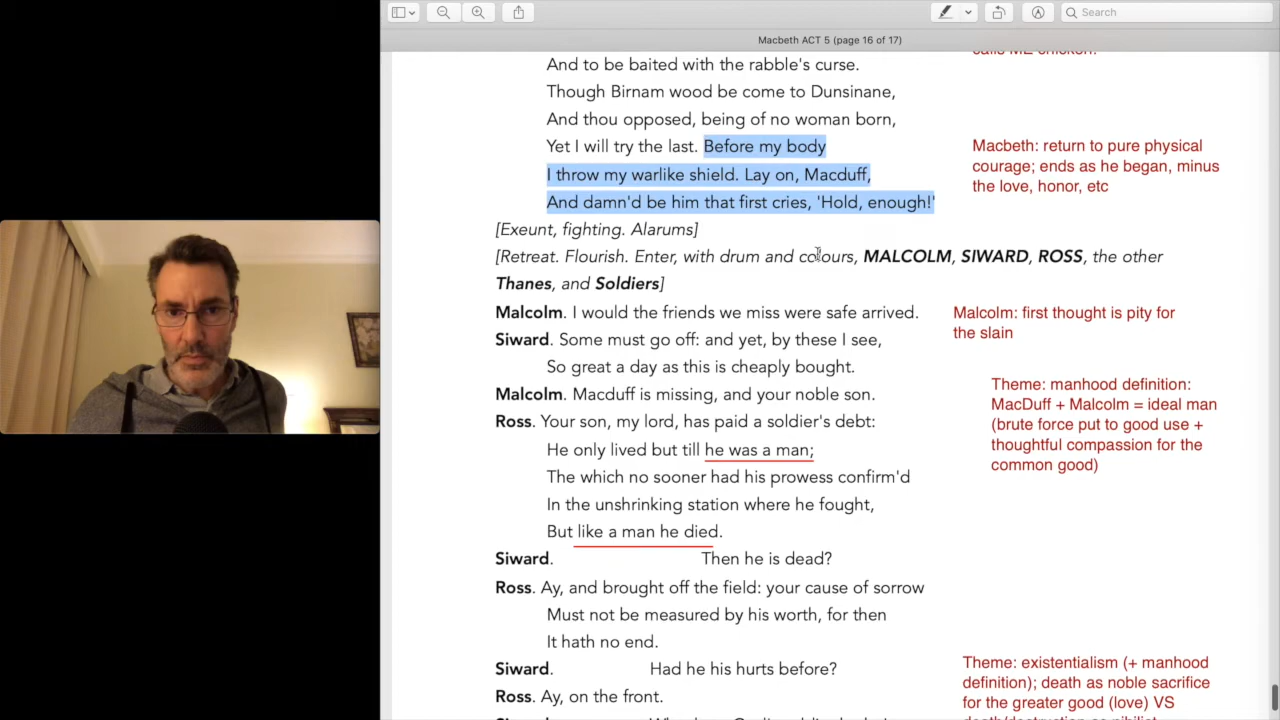 Search
Macbeth ACT 5 (page 16 of 17)
calls ME chicken!
And to be baited with the rabble's curse.
Though Birnam wood be come to Dunsinane,
And thou opposed, being of no woman born,
Yet I will try the last. Before my body
I throw my warlike shield. Lay on, Macduff,
And damn'd be him that first cries, 'Hold, enough!'
Macbeth: return to pure physical
courage; ends as he began, minus
the love, honor, etc
[Exeunt, fighting. Alarums]
[Retreat. Flourish. Enter, with drum and colours, MALCOLM, SIWARD, ROSS, the other
Thanes, and Soldiers]
Malcolm. I would the friends we miss were safe arrived.
Malcolm: first thought is pity for
the slain
Siward. Some must go off: and yet, by these I see,
So great a day as this is cheaply bought.
Malcolm. Macduff is missing, and your noble son.
Theme: manhood definition:
MacDuff + Malcolm = ideal man
(brute force put to good use +
thoughtful compassion for the
common good)
Ross. Your son, my lord, has paid a soldier's debt:
He only lived but till he was a man;
The which no sooner had his prowess confirm'd
In the unshrinking station where he fought,
But like a man he died.
Siward. Then he is dead?
Ross. Ay, and brought off the field: your cause of sorrow
Must not be measured by his worth, for then
It hath no end.
Siward. Had he his hurts before?
Ross. Ay, on the front.
Theme: existentialism (+ manhood
definition); death as noble sacrifice
for the greater good (love) VS